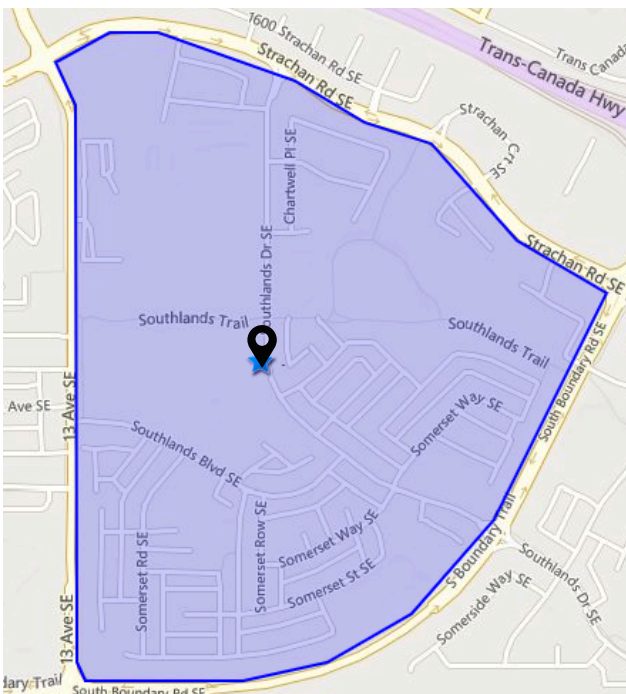 1600 Strachan Rd SE
Trans Canada
Trans-Canada Hwy
Strachan Rd SE
Strachan Crt SE
Chartwell Pl SE
Strachan Rd SE
Southlands Dr SE
Southlands Trail
Southlands Trail
South Boundary Rd SE
Ave SE
13 Ave SE
Somerset Way SE
Southlands Blvd SE
Somerset Row SE
Somerset Way SE
S Boundary Trail
Somerset Rd SE
Somerset St SE
Southlands Dr SE
Somerside Way SE
13 Ave SE
dary Trail
South Boundary Rd SE